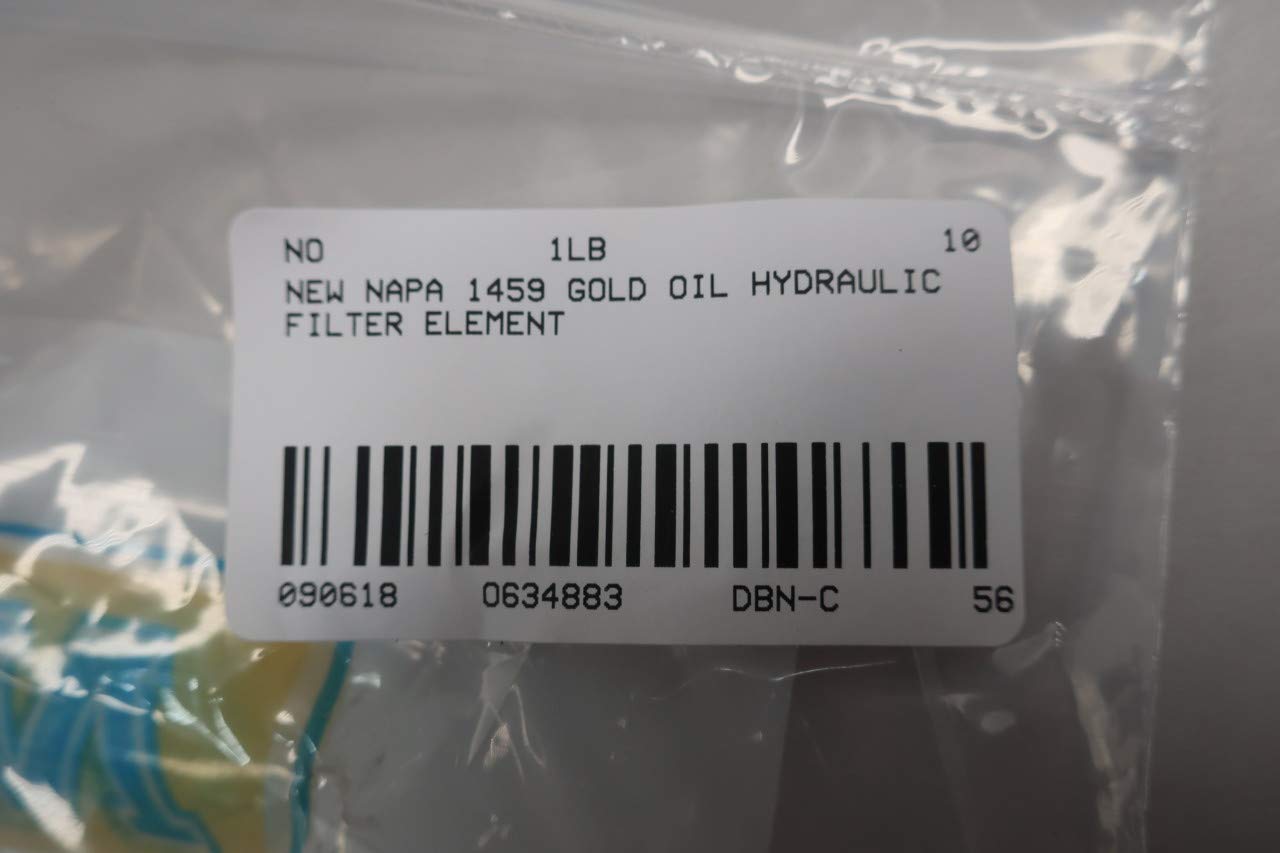 NO 1LB 10
NEW NAPA 1459 GOLD OIL HYDRAULIC
FILTER ELEMENT
090618 0634883 DBN-C 56